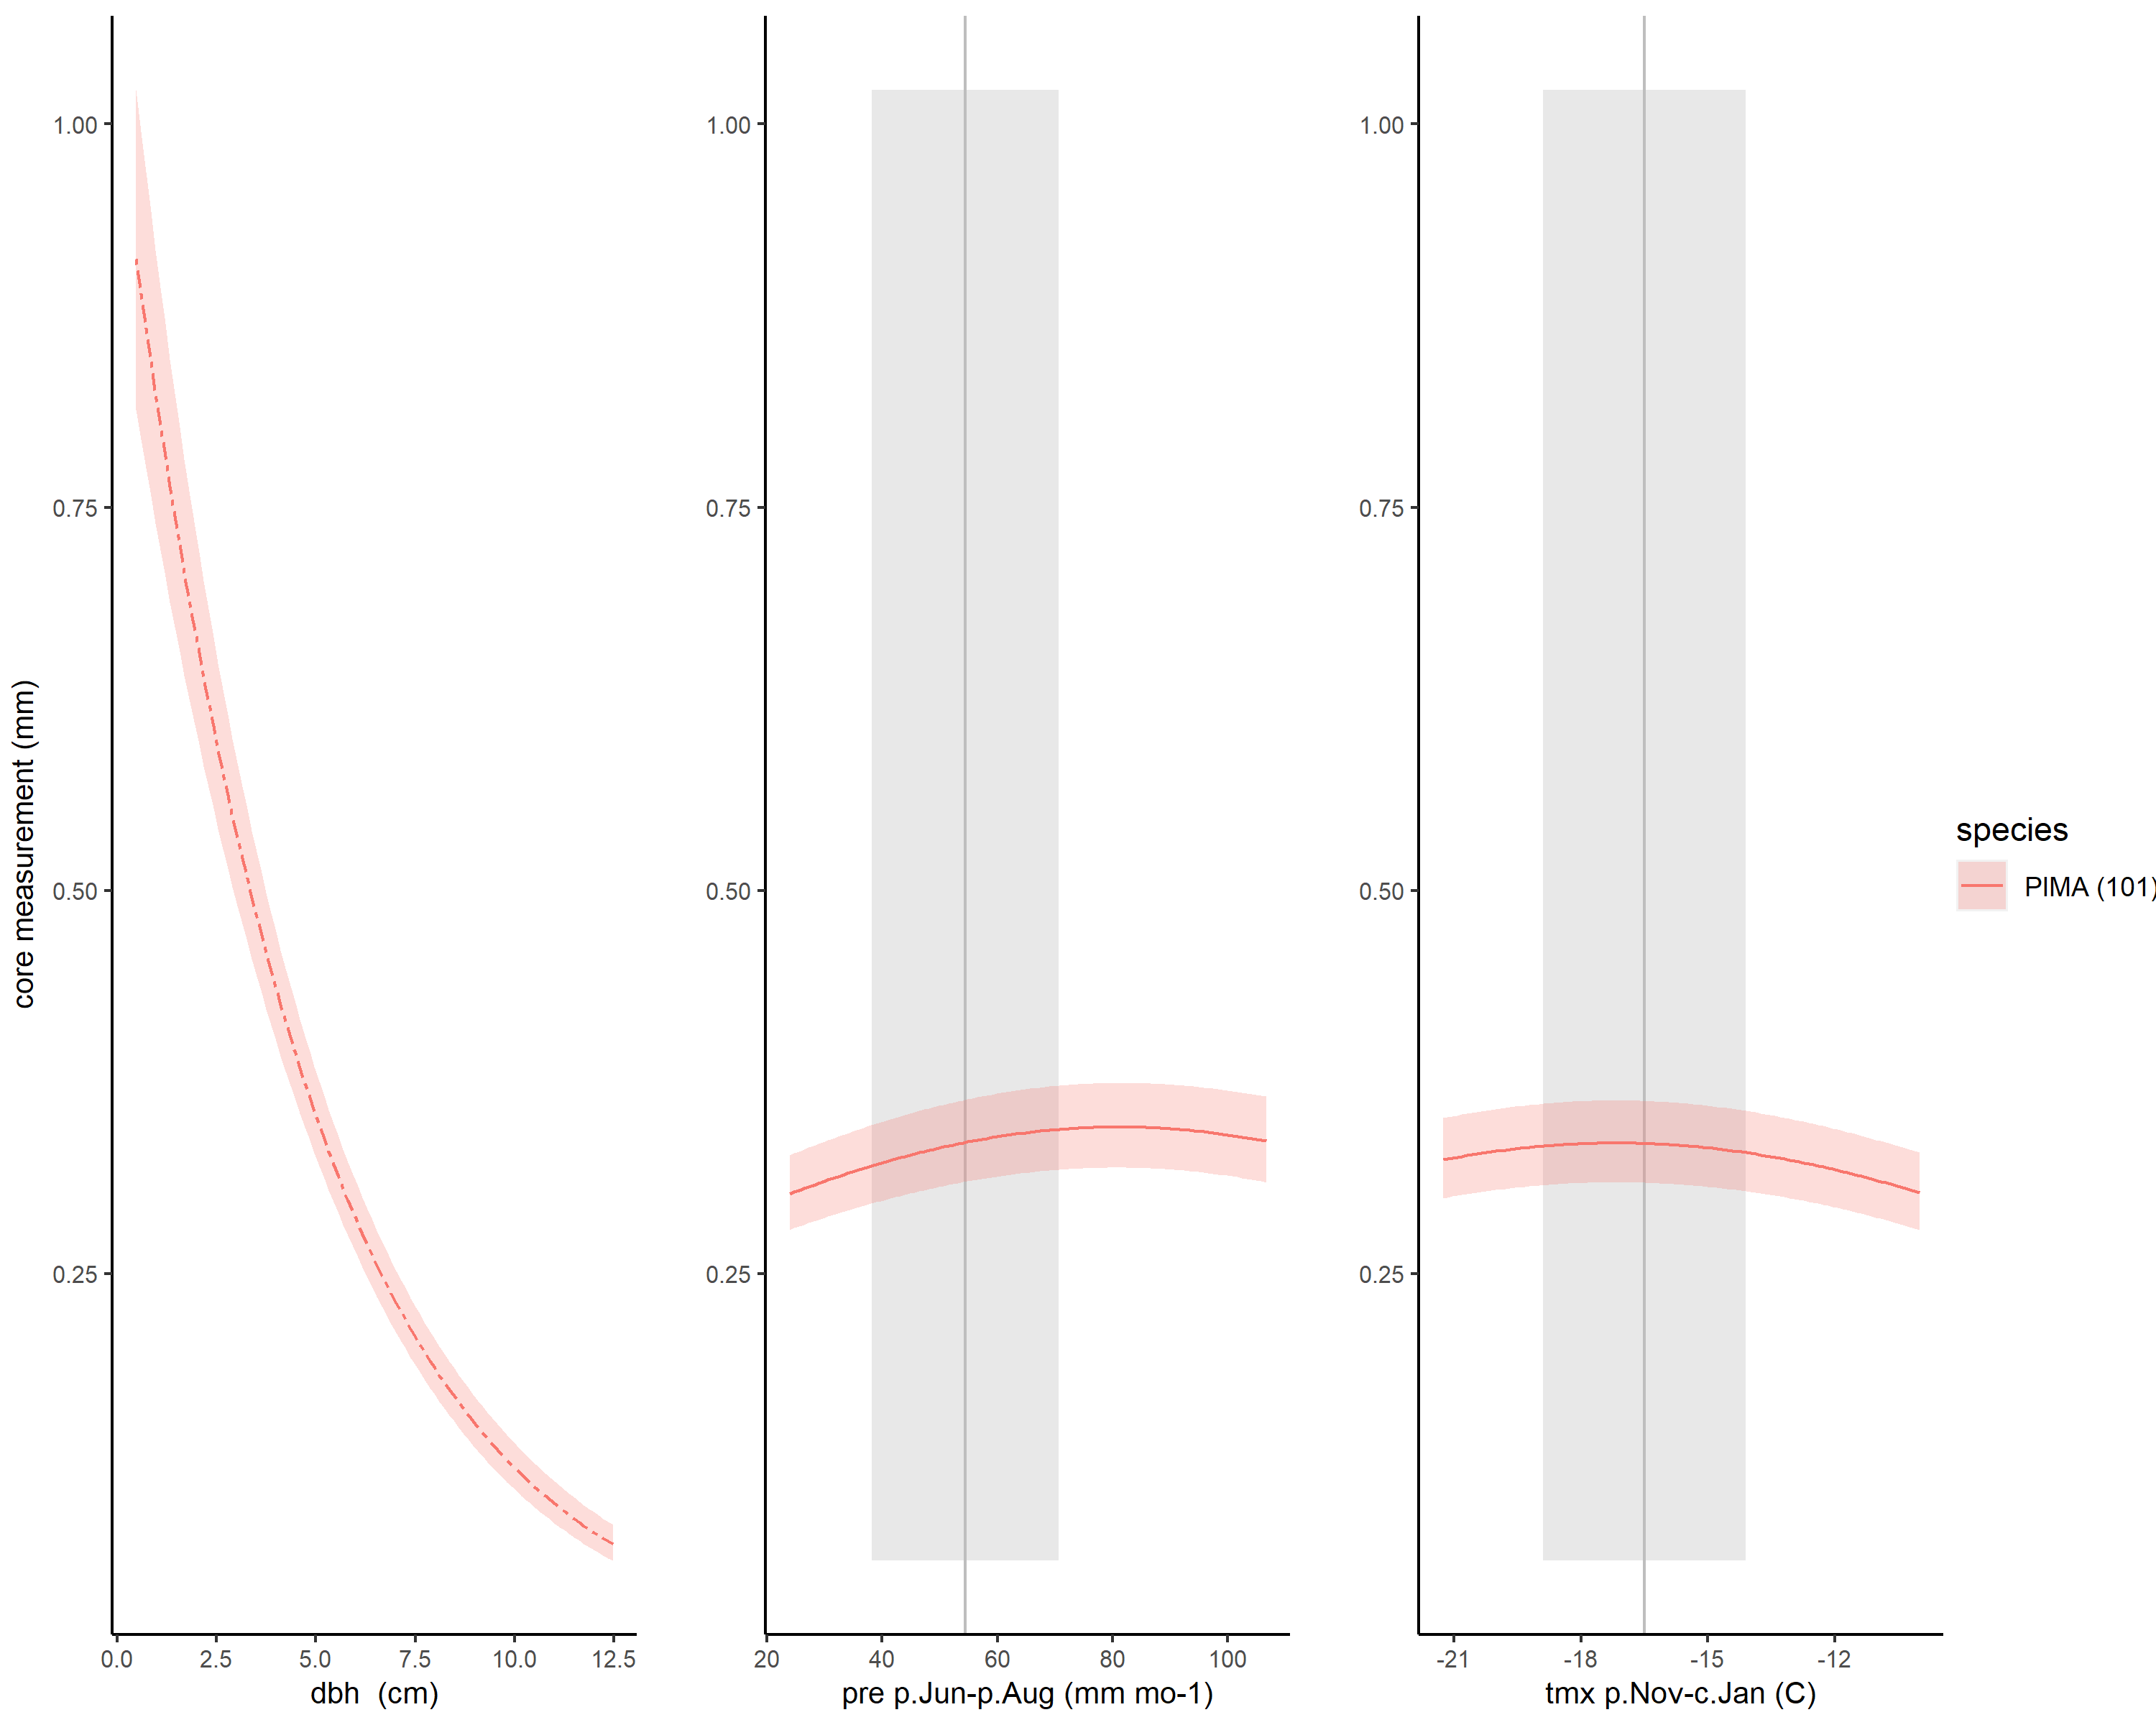 core measurement (mm)
1.00
0.75
0.50
0.25
0.0 2.5 5.0 7.5 10.0 12.5
dbh  (cm)
1.00
0.75
0.50
0.25
20 40 60 80 100
pre p.Jun-p.Aug (mm mo-1)
1.00
0.75
0.50
0.25
-21 -18 -15 -12
tmx p.Nov-c.Jan (C)
species
PIMA (101)